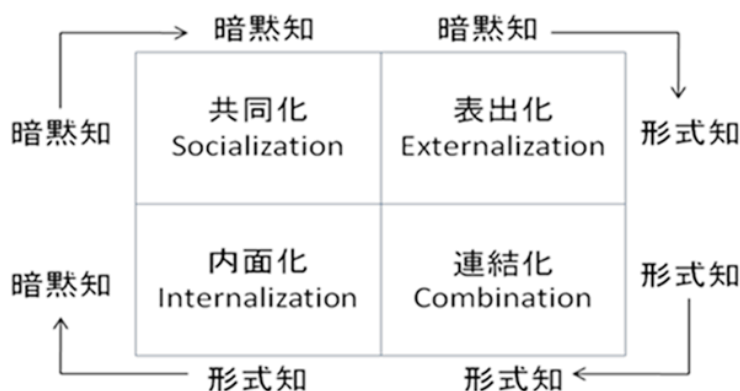 暗黙知
暗黙知
暗黙知
共同化
Socialization
表出化
Externalization
形式知
暗黙知
内面化
Internalization
連結化
Combination
形式知
形式知
形式知